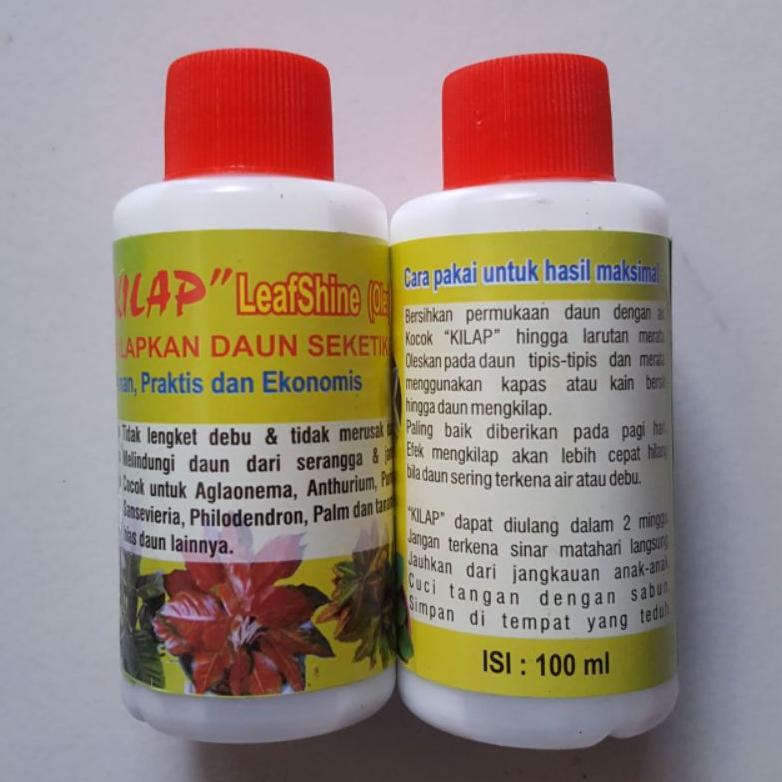 KILAP" LeafShine
DAUN
Praktis dan Ekonomis
Tidak lengket debu & tidak merusak
Melindungi daun dari serangga &
Cocok untuk Aglaonema, Anthurium,
Sansevieria, Philodendron, Palm dan
hias daun lainnya.
Cara pakai untuk hasil maksimal
Bersihkan permukaan daun dengan
Kocok "KILAP" hingga larutan merata
Oleskan pada daun tipis-tipis dan merata
menggunakan kapas atau kain bersih
hingga daun mengkilap.
Paling baik diberikan pada pagi
Efek mengkilap akan lebih cepat hilang
bila daun sering terkena air atau debu.
"KILAP" dapat diulang dalam 2 minggu.
Jangan terkena sinar matahari langsung
Jauhkan dari jangkauan anak-anak
Cuci tangan dengan sabun
Simpan di tempat yang teduh
ISI : 100 ml